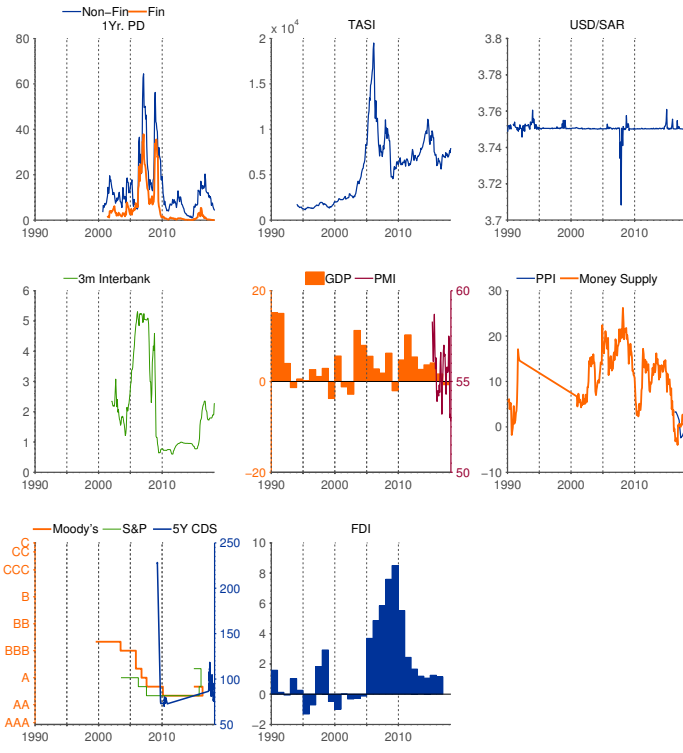 Non-Fin Fin
1Yr. PD
80
60
40
20
0
1990 2000 2010
TASI
x 10^4
2
1.5
1
0.5
0
1990 2000 2010
USD/SAR
3.8
3.78
3.76
3.74
3.72
3.7
1990 2000 2010
3m Interbank
6
5
4
3
2
1
0
1990 2000 2010
GDP PMI
20 60
0 55
−20 50
1990 2000 2010
PPI Money Supply
30
20
10
0
−10
1990 2000 2010
Moody's S&P 5Y CDS
C 250
CC
CCC
B 200
BB
BBB 150
A 100
AA
AAA 50
1990 2000 2010
FDI
10
8
6
4
2
0
−2
1990 2000 2010